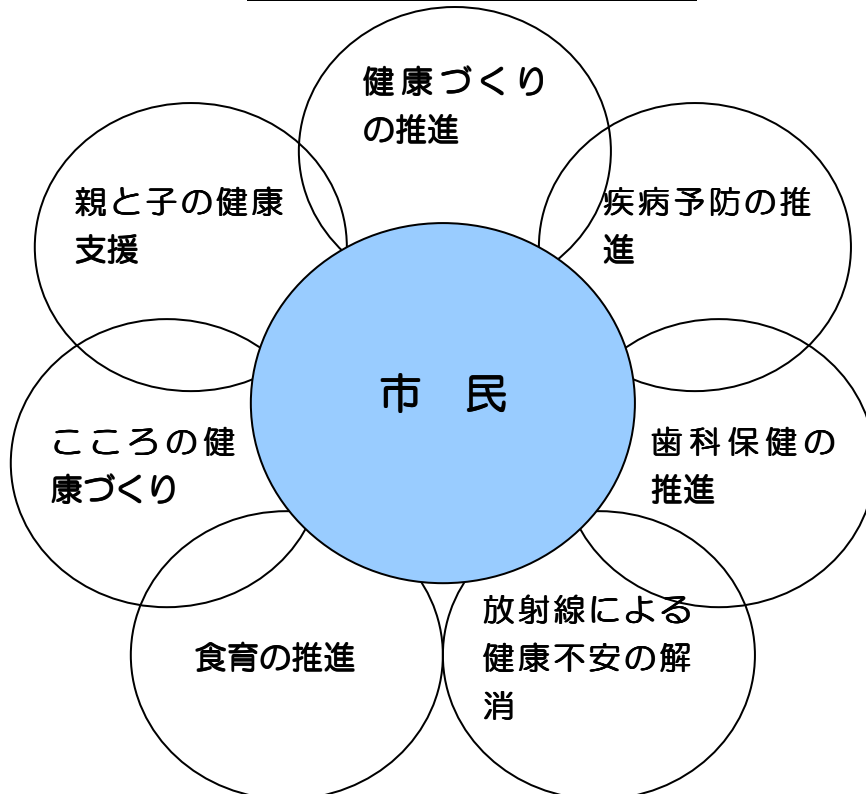 健康づくり
の推進
親と子の健康
支援
疾病予防の推
進
市　民
こころの健
康づくり
歯科保健の
推進
食育の推進
放射線による
健康不安の解
消